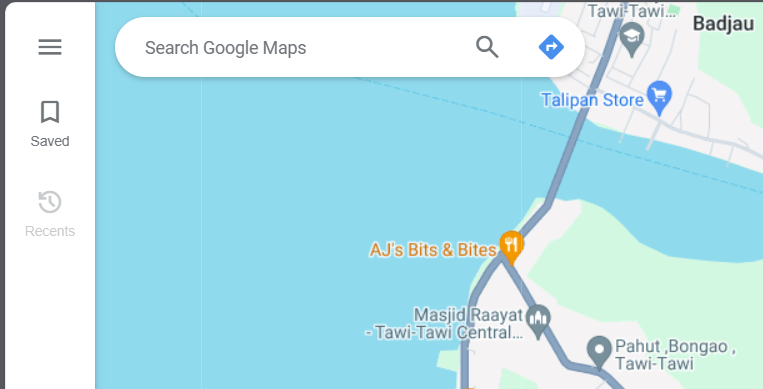 Search Google Maps
Saved
Recents
Tawi-Tawi...
Badjau
Talipan Store
AJ's Bits & Bites
Masjid Raayat
- Tawi-Tawi Central...
Pahut ,Bongao ,
Tawi-Tawi